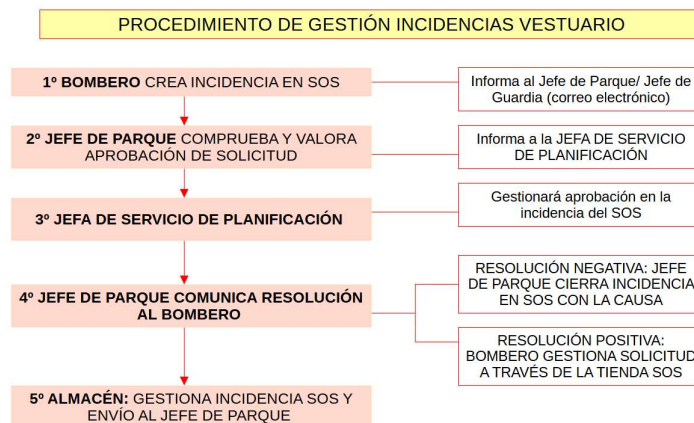 PROCEDIMIENTO DE GESTIÓN INCIDENCIAS VESTUARIO
1º BOMBERO CREA INCIDENCIA EN SOS
Informa al Jefe de Parque/ Jefe de
Guardia (correo electrónico)
2º JEFE DE PARQUE COMPRUEBA Y VALORA
APROBACIÓN DE SOLICITUD
Informa a la JEFA DE SERVICIO
DE PLANIFICACIÓN
3º JEFA DE SERVICIO DE PLANIFICACIÓN
Gestionará aprobación en la
incidencia del SOS
4º JEFE DE PARQUE COMUNICA RESOLUCIÓN
AL BOMBERO
RESOLUCIÓN NEGATIVA: JEFE
DE PARQUE CIERRA INCIDENCIA
EN SOS CON LA CAUSA
RESOLUCIÓN POSITIVA:
BOMBERO GESTIONA SOLICITUD
A TRAVÉS DE LA TIENDA SOS
5º ALMACÉN: GESTIONA INCIDENCIA SOS Y
ENVÍO AL JEFE DE PARQUE